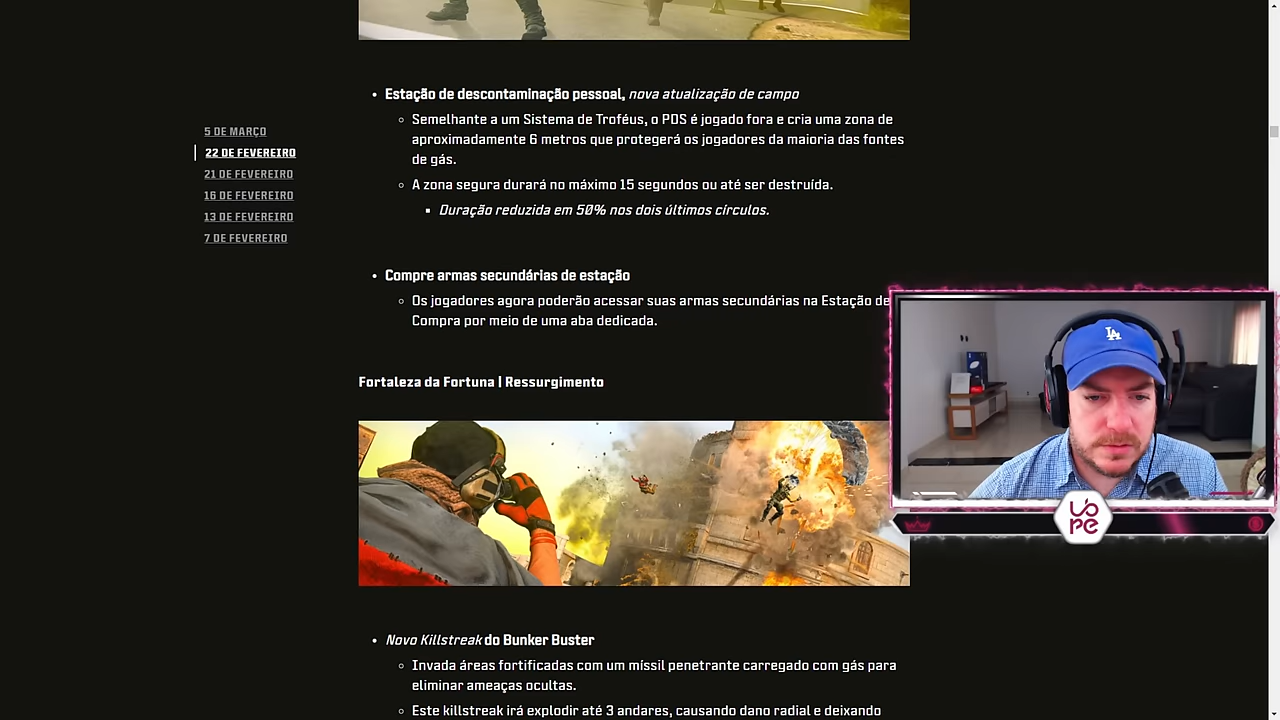 Estação de descontaminação pessoal, nova atualização de campo
Semelhante a um Sistema de Troféus, o PDS é jogado fora e cria uma zona de
aproximadamente 6 metros que protegerá os jogadores da maioria das fontes
de gás.
A zona segura durará no máximo 15 segundos ou até ser destruída.
Duração reduzida em 50% nos dois últimos círculos.
5 DE MARÇO
22 DE FEVEREIRO
21 DE FEVEREIRO
16 DE FEVEREIRO
13 DE FEVEREIRO
7 DE FEVEREIRO
Compre armas secundárias de estação
Os jogadores agora poderão acessar suas armas secundárias na Estação de
Compra por meio de uma aba dedicada.
Fortaleza da Fortuna | Ressurgimento
LA
Novo Killstreak do Bunker Buster
Invada áreas fortificadas com um míssil penetrante carregado com gás para
eliminar ameaças ocultas.
Este killstreak irá explodir até 3 andares, causando dano radial e deixando